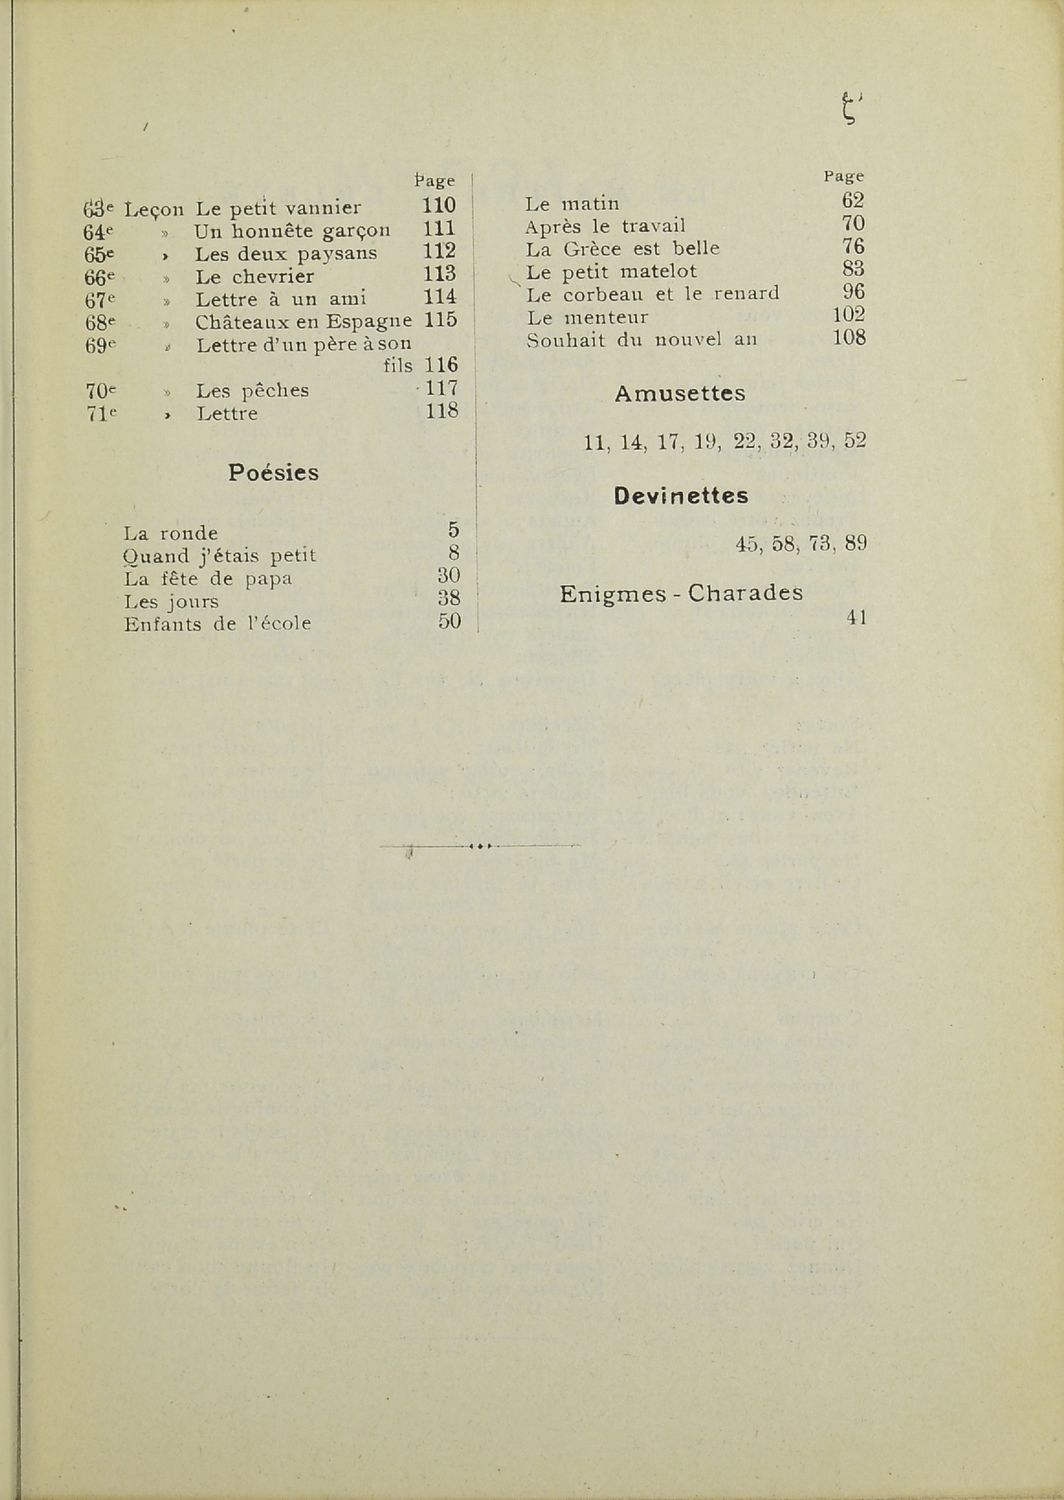 ξ'
Page
63e Leçon Le petit vannier 110
64e » Un honnête garçon 111
65e » Les deux paysans 112
66e » Le chevrier 113
67e » Lettre à un ami 114
68e » Châteaux en Espagne 115
69e » Lettre d'un père à son
fils 116
70e » Les pêches 117
71e » Lettre 118
Poésies
La ronde 5
Quand j'étais petit 8
La fête de papa 30
Les jours 38
Enfants de l'école 50
Page
Le matin 62
Après le travail 70
La Grèce est belle 76
Le petit matelot 83
Le corbeau et le renard 96
Le menteur 102
Souhait du nouvel an 108
Amusettes
11, 14, 17, 19, 22, 32, 39, 52
Devinettes
45, 58, 73, 89
Enigmes - Charades
41